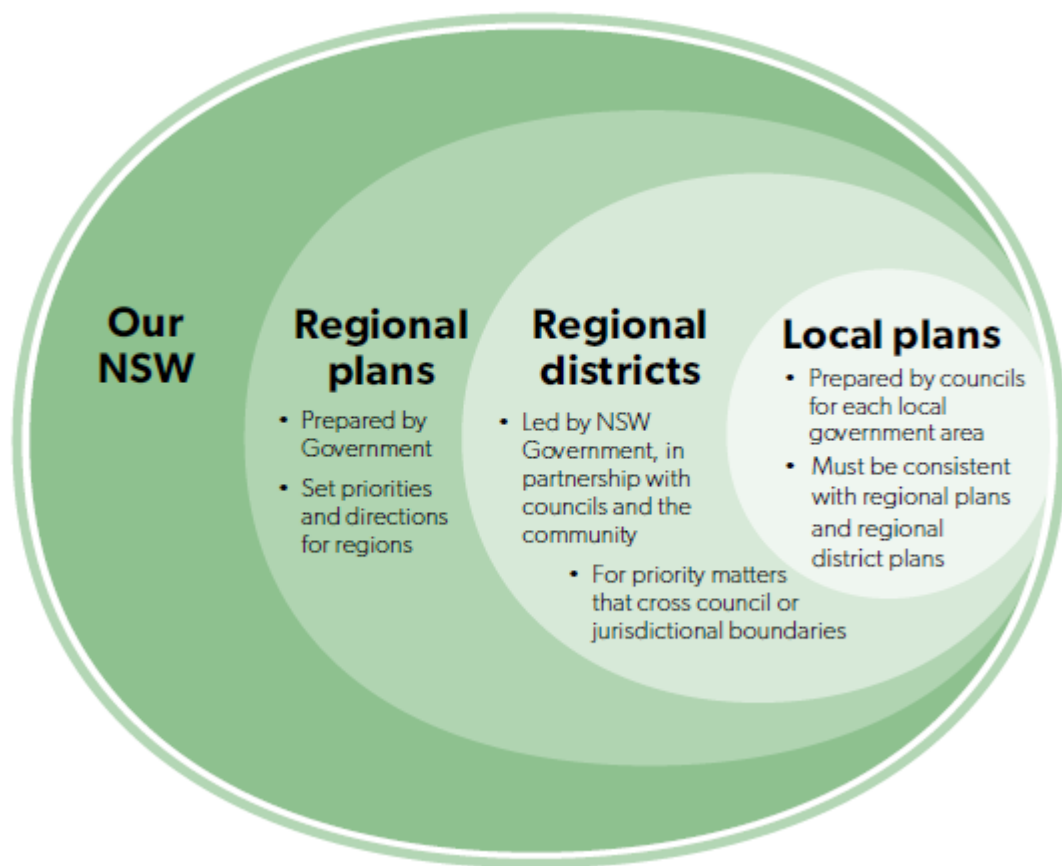 Our
NSW
Regional
plans
• Prepared by
Government
• Set priorities
and directions
for regions
Regional
districts
• Led by NSW
Government, in
partnership with
councils and the
community
• For priority matters
that cross council or
jurisdictional boundaries
Local plans
• Prepared by councils
for each local
government area
• Must be consistent
with regional plans
and regional
district plans